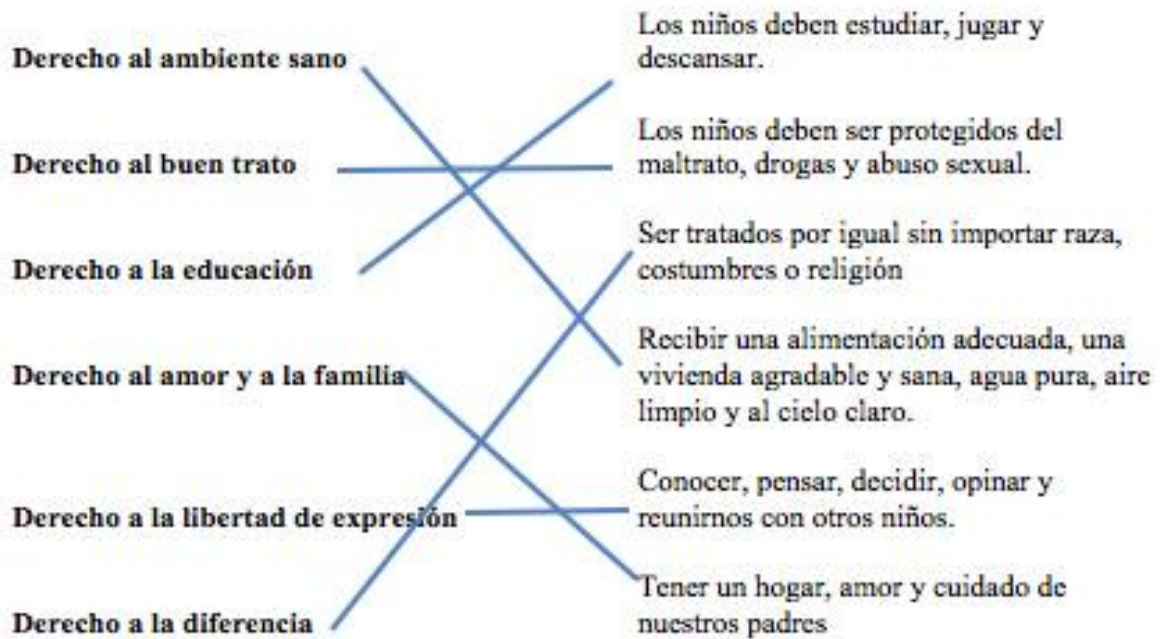 Derecho al ambiente sano
Los niños deben estudiar, jugar y
descansar.
Derecho al buen trato
Los niños deben ser protegidos del
maltrato, drogas y abuso sexual.
Derecho a la educación
Ser tratados por igual sin importar raza,
costumbres o religión
Derecho al amor y a la familia
Recibir una alimentación adecuada, una
vivienda agradable y sana, agua pura, aire
limpio y al cielo claro.
Derecho a la libertad de expresión
Conocer, pensar, decidir, opinar y
reunirnos con otros niños.
Derecho a la diferencia
Tener un hogar, amor y cuidado de
nuestros padres